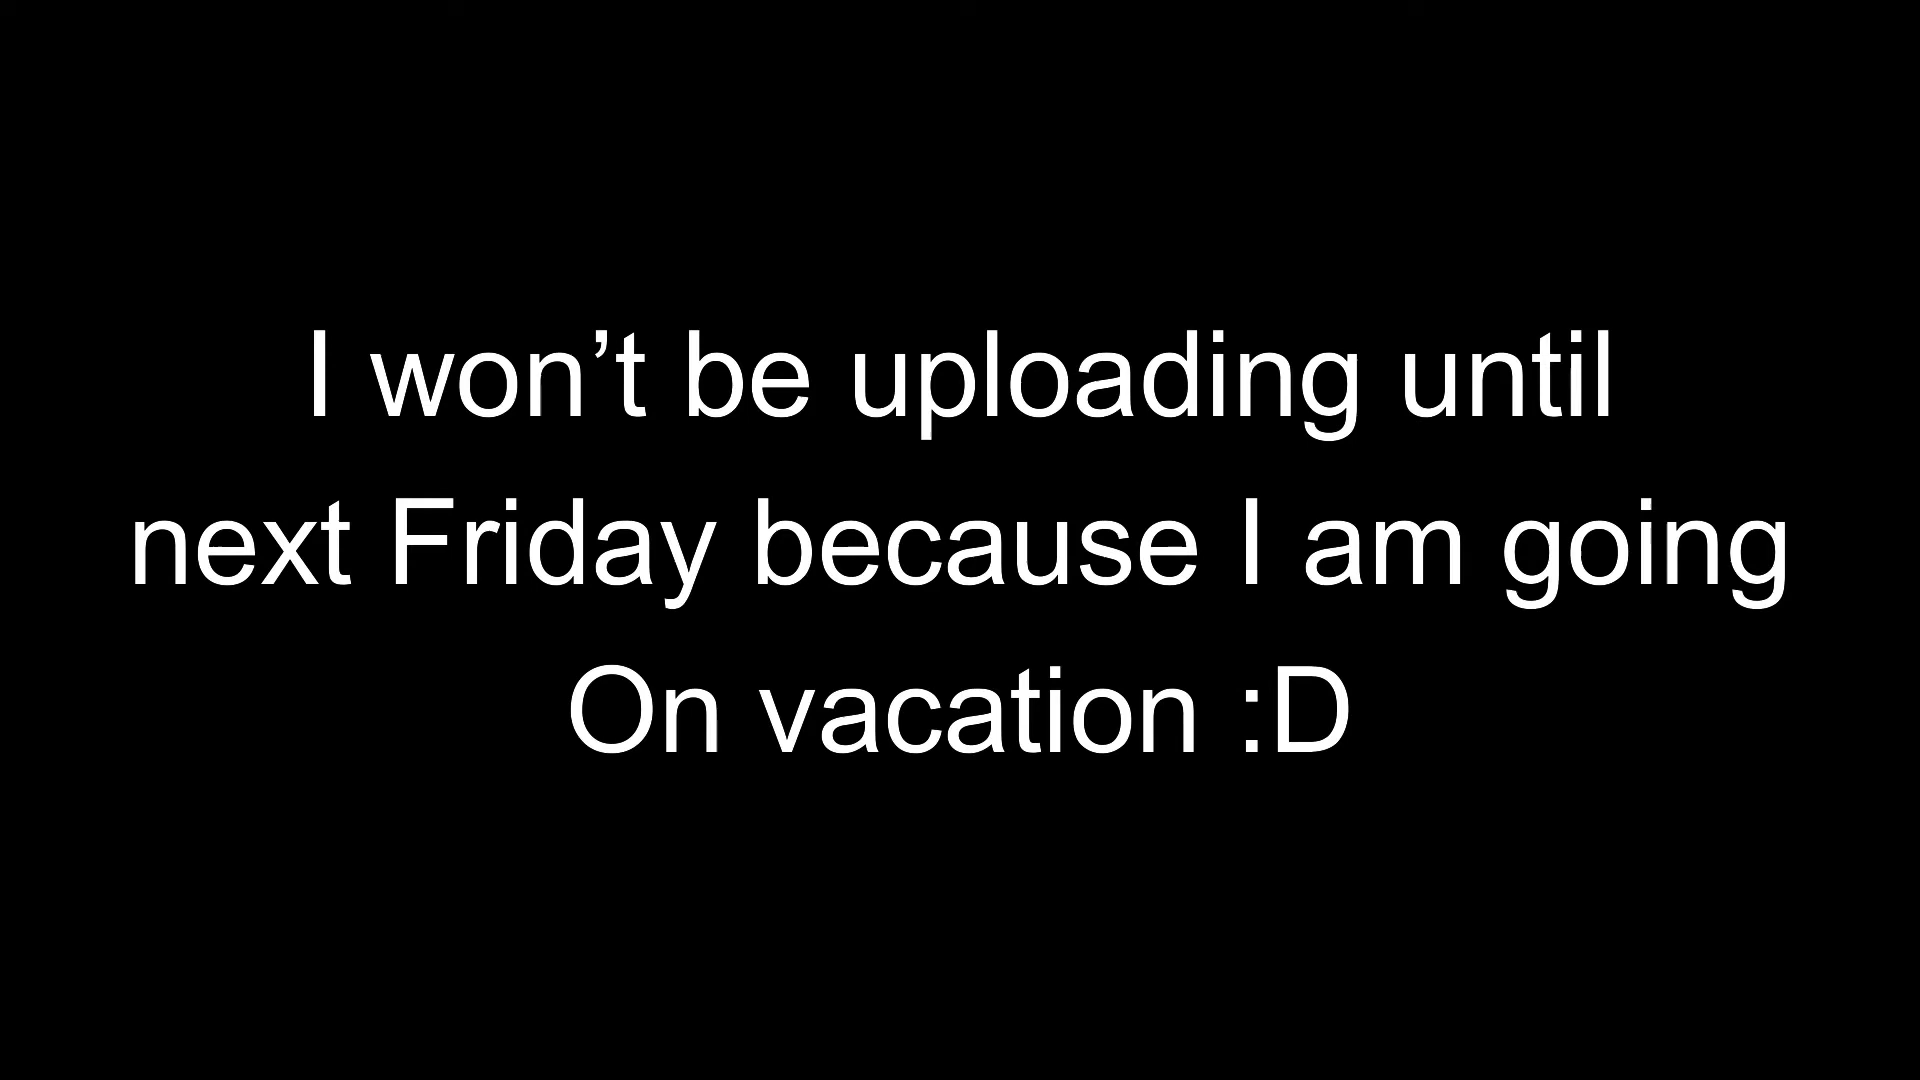 I won’t be uploading until
next Friday because I am going
On vacation :D